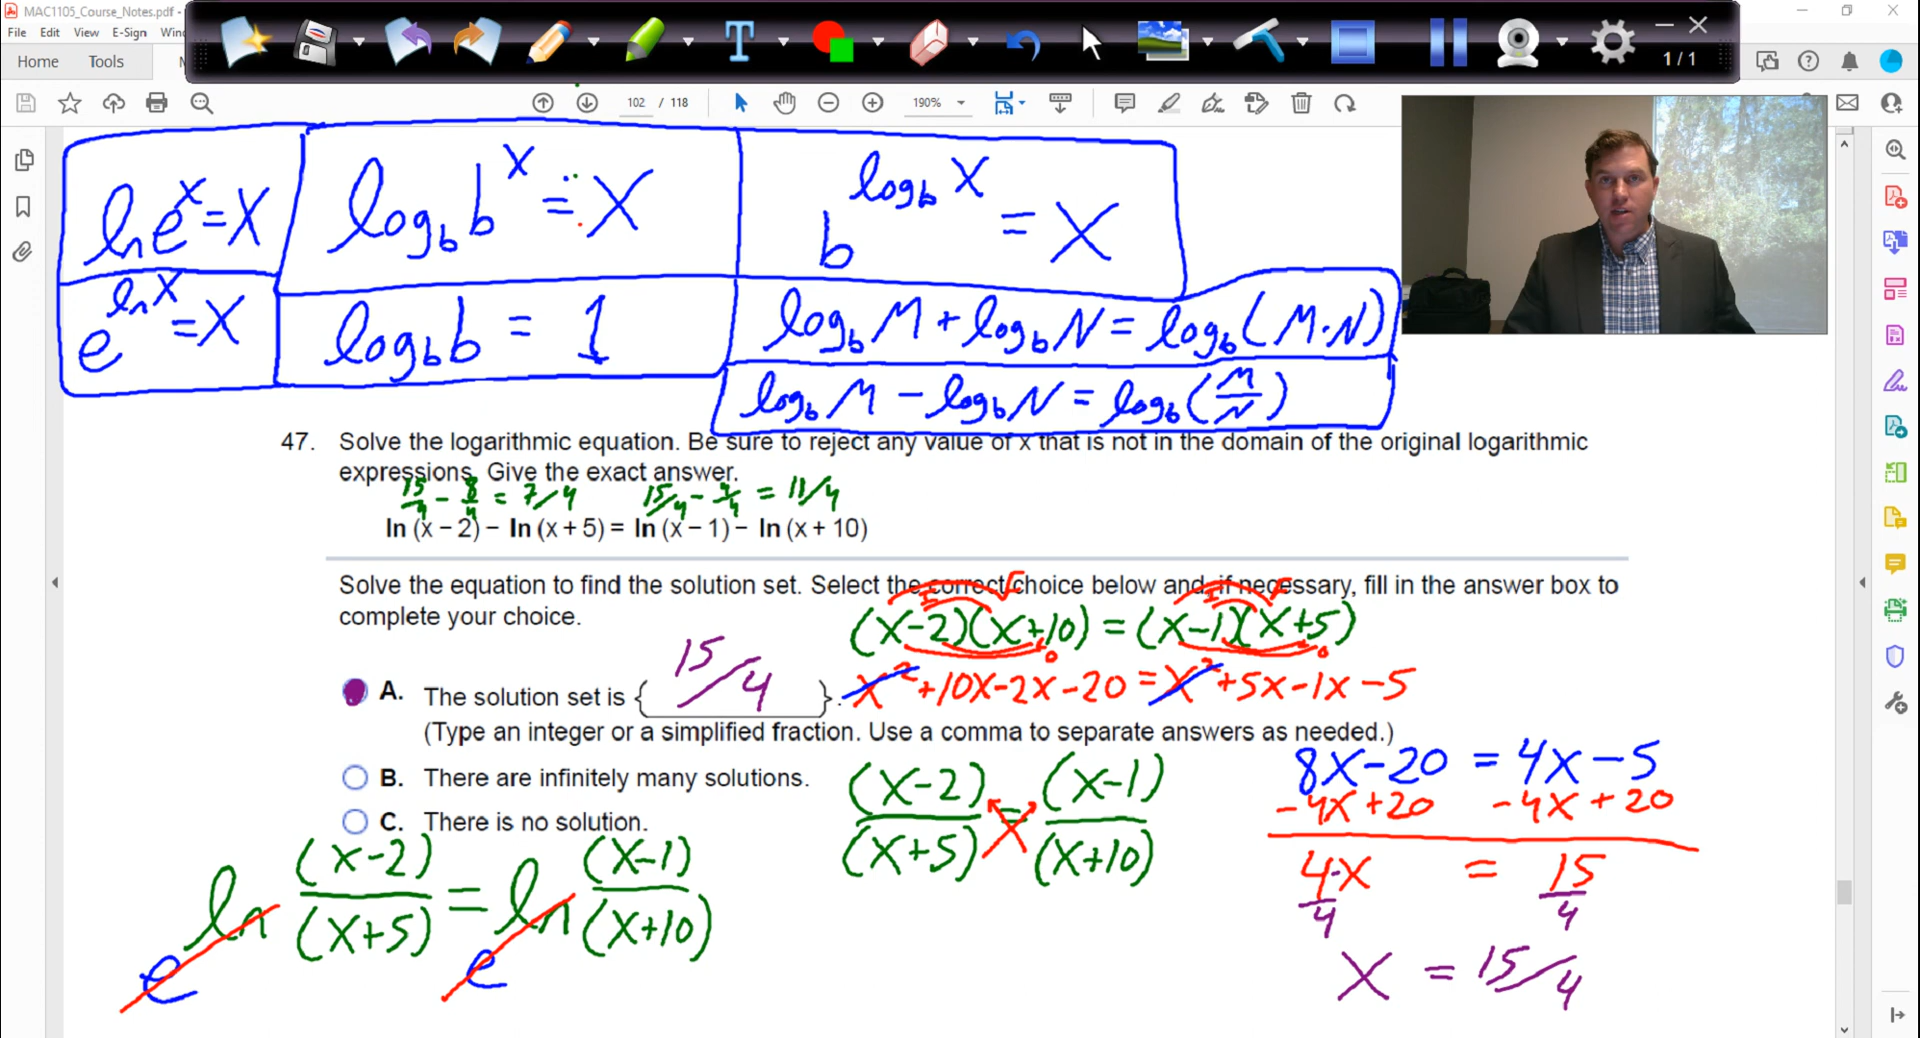 MAC1105_Course_Notes.pdf -
File Edit View E-Sign Win
1 / 1
Home Tools
102 / 118 190%
ln e^x = x
log_b b^x = x
b^(log_b x) = x
e^(ln x) = x
log_b b = 1
log_b M + log_b N = log_b (M·N)
log_b M − log_b N = log_b (M/N)
47. Solve the logarithmic equation. Be sure to reject any value of x that is not in the domain of the original logarithmic
expressions. Give the exact answer.
15/4 − 8/4 = 7/4 15/4 − 4/4 = 11/4
ln (x − 2) − ln (x + 5) = ln (x − 1) − ln (x + 10)
Solve the equation to find the solution set. Select the correct choice below and, if necessary, fill in the answer box to
complete your choice.
(x−2)(x+10) = (x−1)(x+5)
A. The solution set is { 15/4 }.
x²+10x−2x−20 = x²+5x−1x−5
(Type an integer or a simplified fraction. Use a comma to separate answers as needed.)
B. There are infinitely many solutions.
C. There is no solution.
(x−2)/(x+5) = (x−1)/(x+10)
8x−20 = 4x−5
−4x+20 −4x+20
4·x/4 = 15/4
x = 15/4
ln (x−2)/(x+5) = ln (x−1)/(x+10)
e e